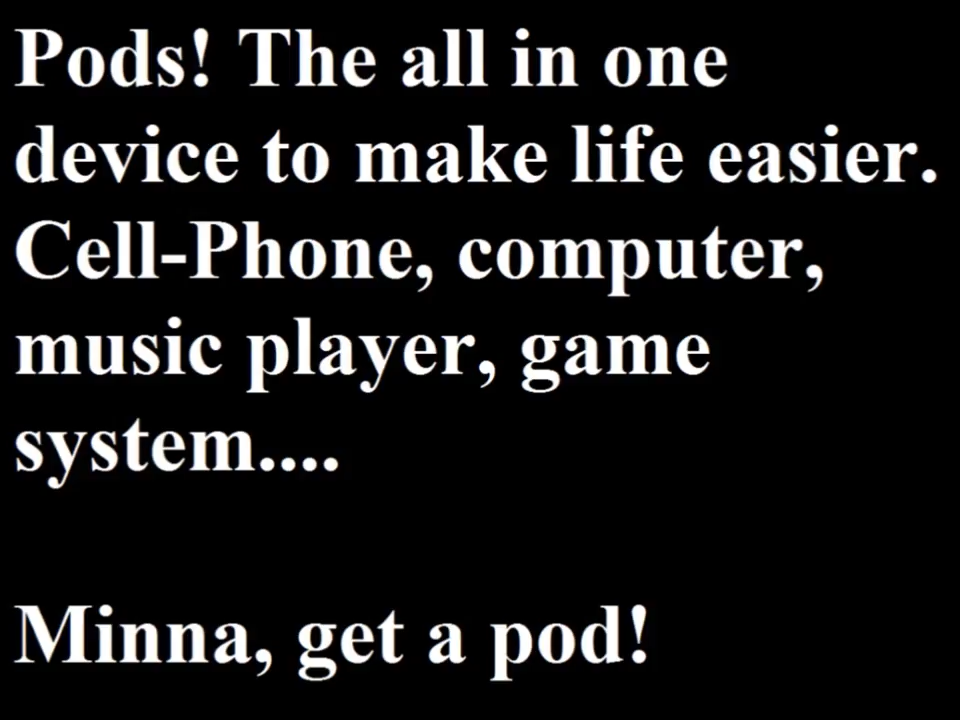 Pods! The all in one
device to make life easier.
Cell-Phone, computer,
music player, game
system....
Minna, get a pod!